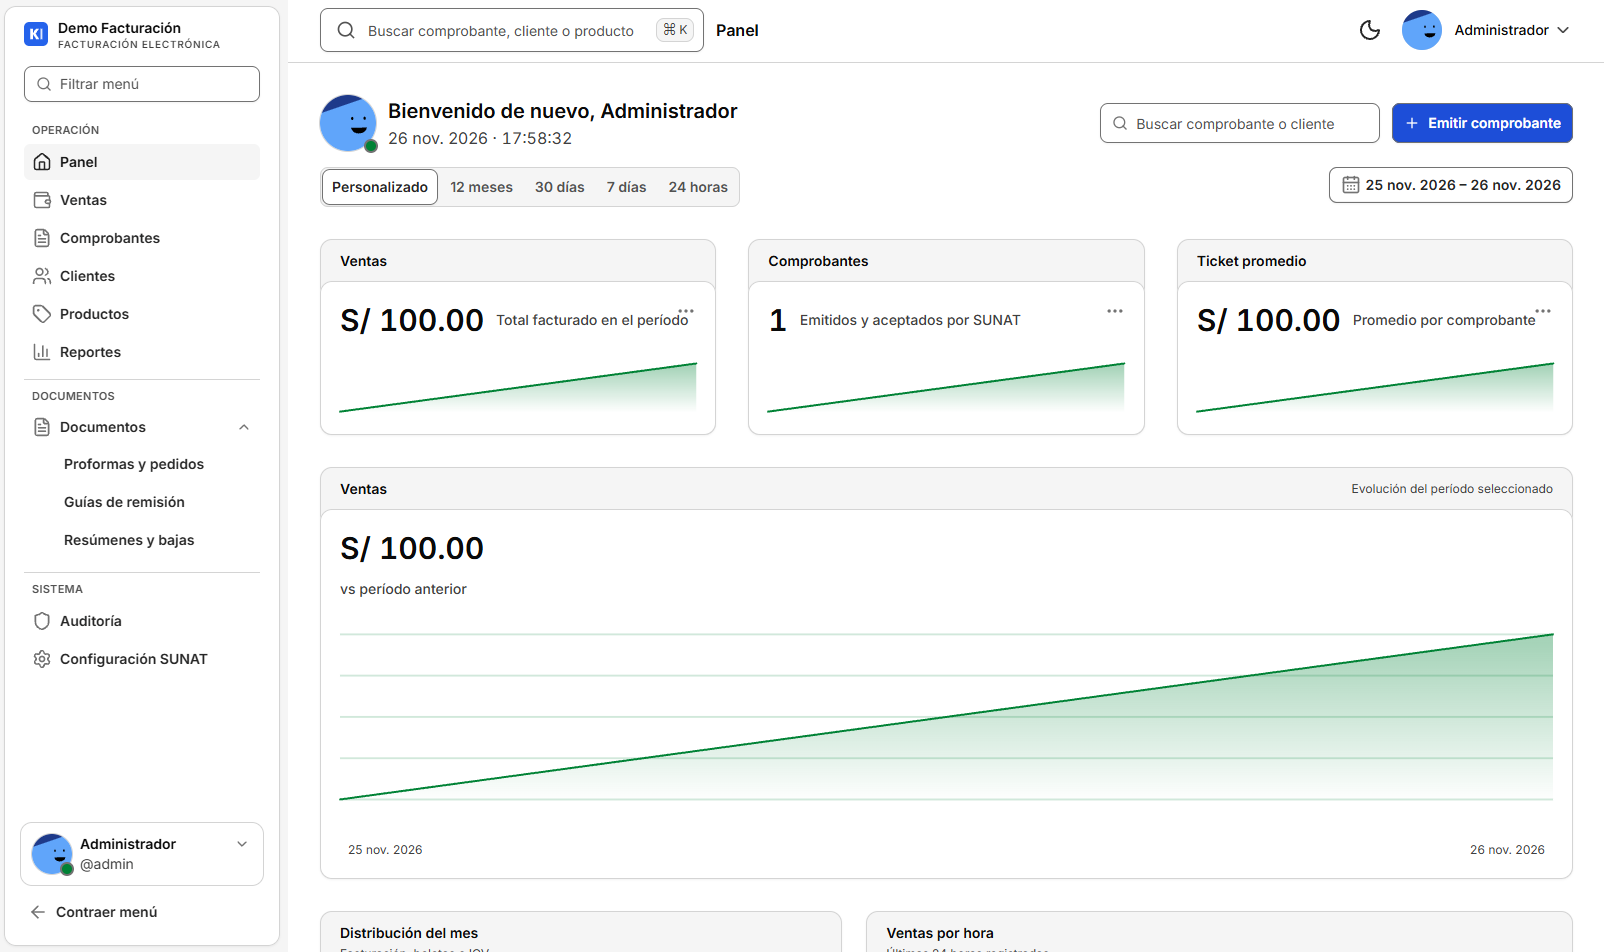 KI
Demo Facturación
FACTURACIÓN ELECTRÓNICA
Filtrar menú
OPERACIÓN
Panel
Ventas
Comprobantes
Clientes
Productos
Reportes
DOCUMENTOS
Documentos
Proformas y pedidos
Guías de remisión
Resúmenes y bajas
SISTEMA
Auditoría
Configuración SUNAT
Administrador
@admin
Contraer menú
Buscar comprobante, cliente o producto
⌘ K
Panel
Administrador
Bienvenido de nuevo, Administrador
26 nov. 2026 · 17:58:32
Buscar comprobante o cliente
Emitir comprobante
Personalizado 12 meses 30 días 7 días 24 horas
25 nov. 2026 – 26 nov. 2026
Ventas
S/ 100.00 Total facturado en el período
Comprobantes
1 Emitidos y aceptados por SUNAT
Ticket promedio
S/ 100.00 Promedio por comprobante
Ventas
Evolución del período seleccionado
S/ 100.00
vs período anterior
25 nov. 2026
26 nov. 2026
Distribución del mes
Ventas por hora